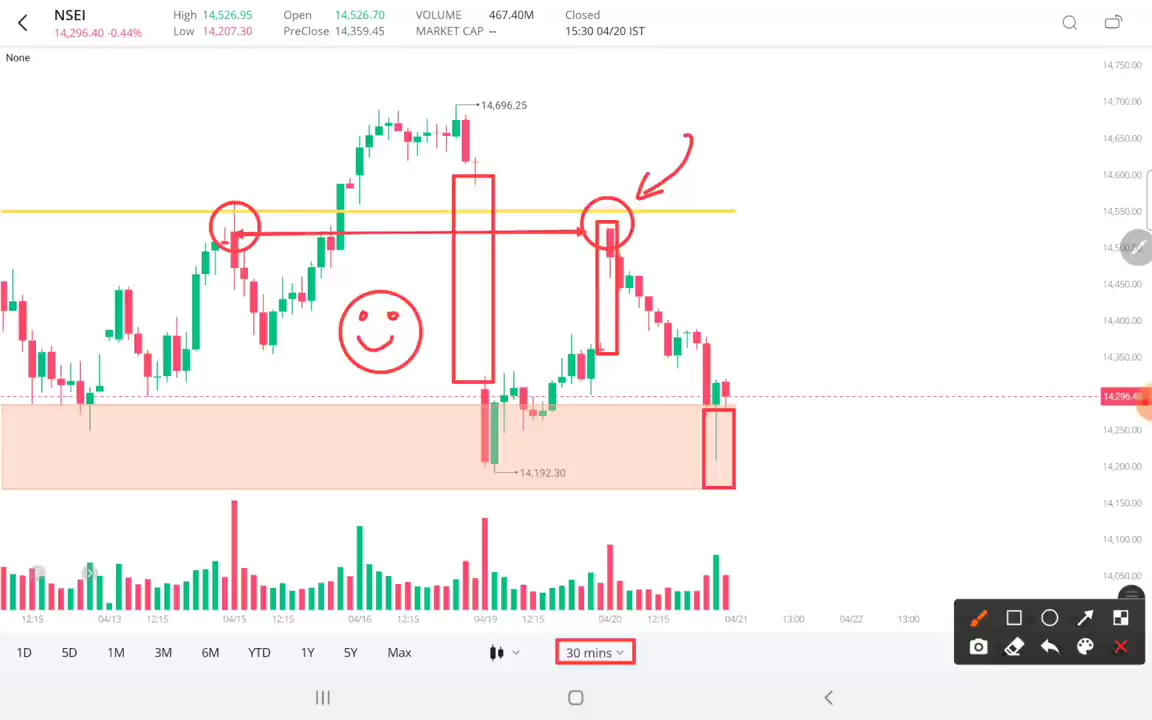 NSEI
14,296.40 -0.44%
High 14,526.95
Low 14,207.30
Open 14,526.70
PreClose 14,359.45
VOLUME 467.40M
MARKET CAP --
Closed
15:30 04/20 IST
None
14,750.00
14,700.00
14,650.00
14,600.00
14,550.00
14,450.00
14,400.00
14,350.00
14,250.00
14,200.00
14,150.00
14,100.00
14,050.00
14,696.25
14,192.30
12:15 04/13 12:15 04/15 12:15 04/16 12:15 04/19 12:15 04/20 12:15 04/21 13:00 04/22 13:00
1D 5D 1M 3M 6M YTD 1Y 5Y Max 30 mins